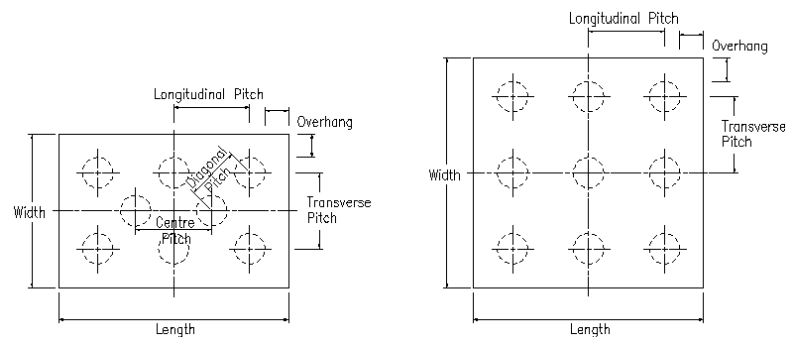 Longitudinal Pitch
Overhang
Diagonal
Pitch
Width
Transverse
Pitch
Centre
Pitch
Length
Longitudinal Pitch
Overhang
Transverse
Pitch
Width
Length